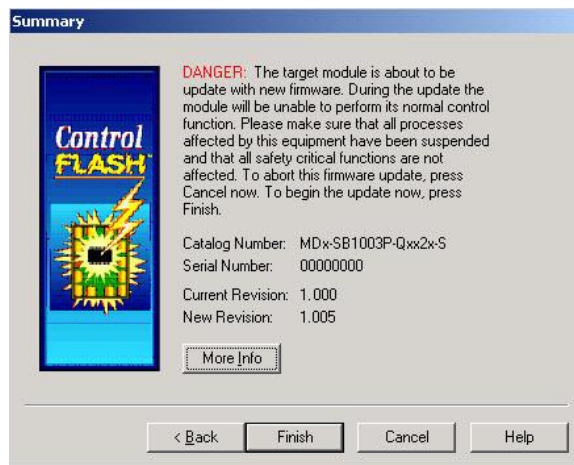 Summary
DANGER: The target module is about to be
update with new firmware. During the update the
module will be unable to perform its normal control
function. Please make sure that all processes
affected by this equipment have been suspended
and that all safety critical functions are not
affected. To abort this firmware update, press
Cancel now. To begin the update now, press
Finish.
Control
FLASH
Catalog Number: MDx-SB1003P-Qxx2x-S
Serial Number: 00000000
Current Revision: 1.000
New Revision: 1.005
More Info
< Back Finish Cancel Help